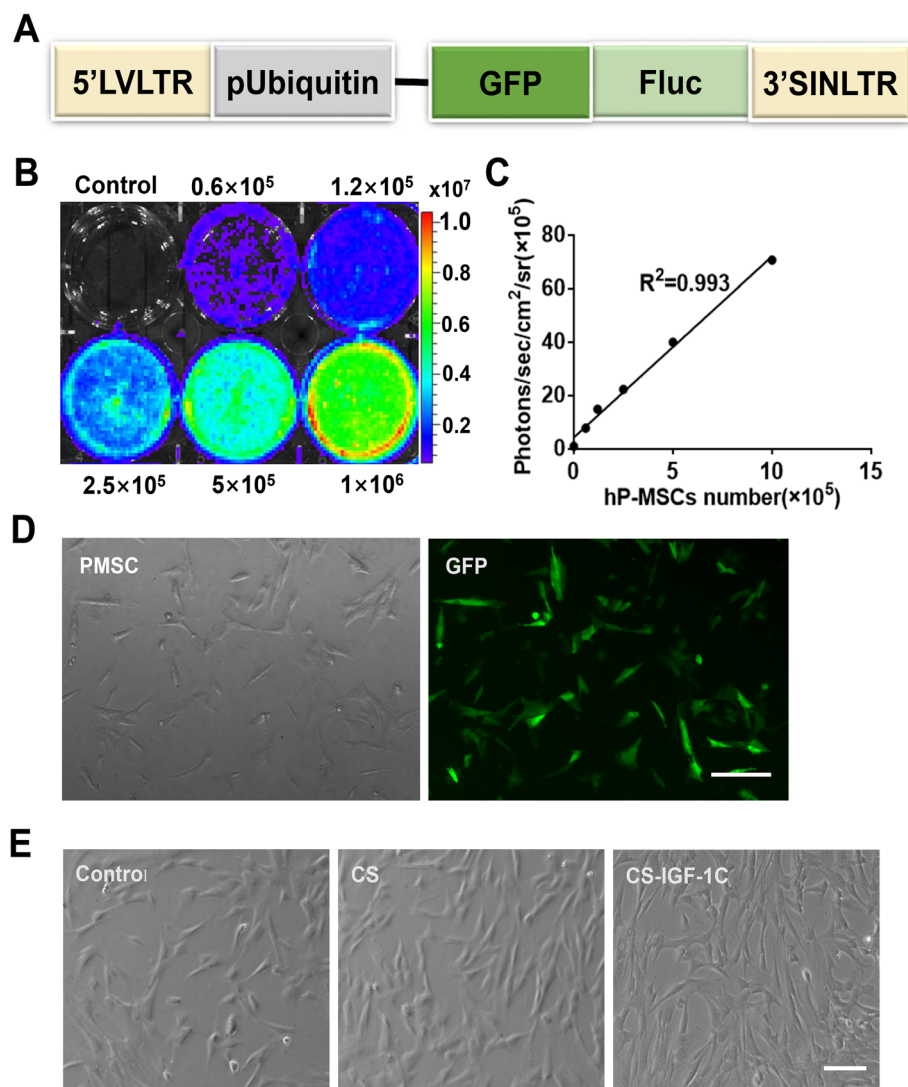 A
5'LVLTR pUbiquitin GFP Fluc 3'SINLTR
B
Control 0.6×10⁵ 1.2×10⁵ x10⁷
1.0
0.8
0.6
0.4
0.2
2.5×10⁵ 5×10⁵ 1×10⁶
C
Photons/sec/cm²/sr(×10⁵)
80
60
40
20
0
R²=0.993
0 5 10 15
hP-MSCs number(×10⁵)
D
PMSC GFP
E
Control CS CS-IGF-1C